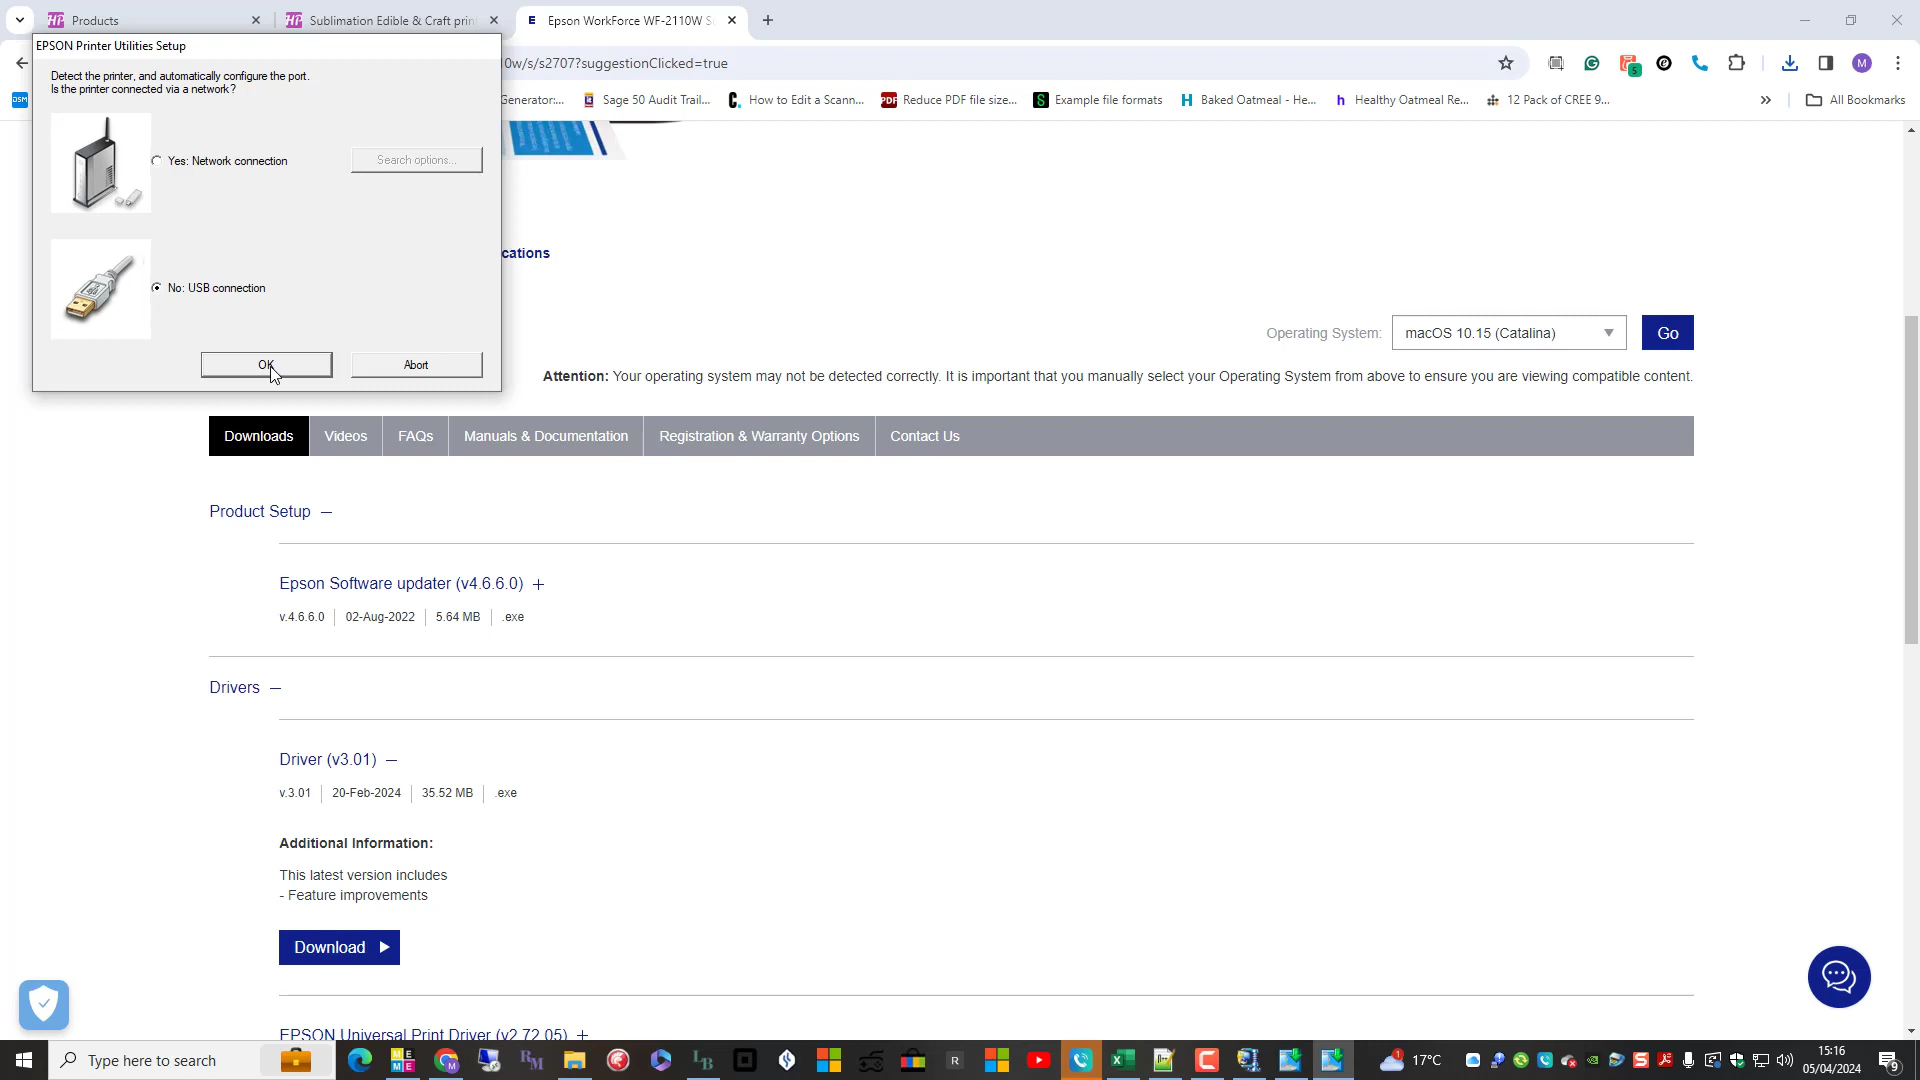 Products
Sublimation Edible & Craft prin
Epson WorkForce WF-2110W S
EPSON Printer Utilities Setup
0w/s/s2707?suggestionClicked=true
5
M
DSM
Generator:...
Sage 50 Audit Trail...
How to Edit a Scann...
PDF
Reduce PDF file size...
Example file formats
Baked Oatmeal - He...
Healthy Oatmeal Re...
12 Pack of CREE 9...
All Bookmarks
Detect the printer, and automatically configure the port.
Is the printer connected via a network?
Yes: Network connection
Search options...
No: USB connection
OK
Abort
cations
Operating System:
macOS 10.15 (Catalina)
Go
Attention: Your operating system may not be detected correctly. It is important that you manually select your Operating System from above to ensure you are viewing compatible content.
Downloads
Videos
FAQs
Manuals & Documentation
Registration & Warranty Options
Contact Us
Product Setup
Epson Software updater (v4.6.6.0)
v.4.6.6.0
02-Aug-2022
5.64 MB
.exe
Drivers
Driver (v3.01)
v.3.01
20-Feb-2024
35.52 MB
.exe
Additional Information:
This latest version includes
- Feature improvements
Download
EPSON Universal Print Driver (v2.72.05)
Type here to search
17°C
15:16
05/04/2024
9